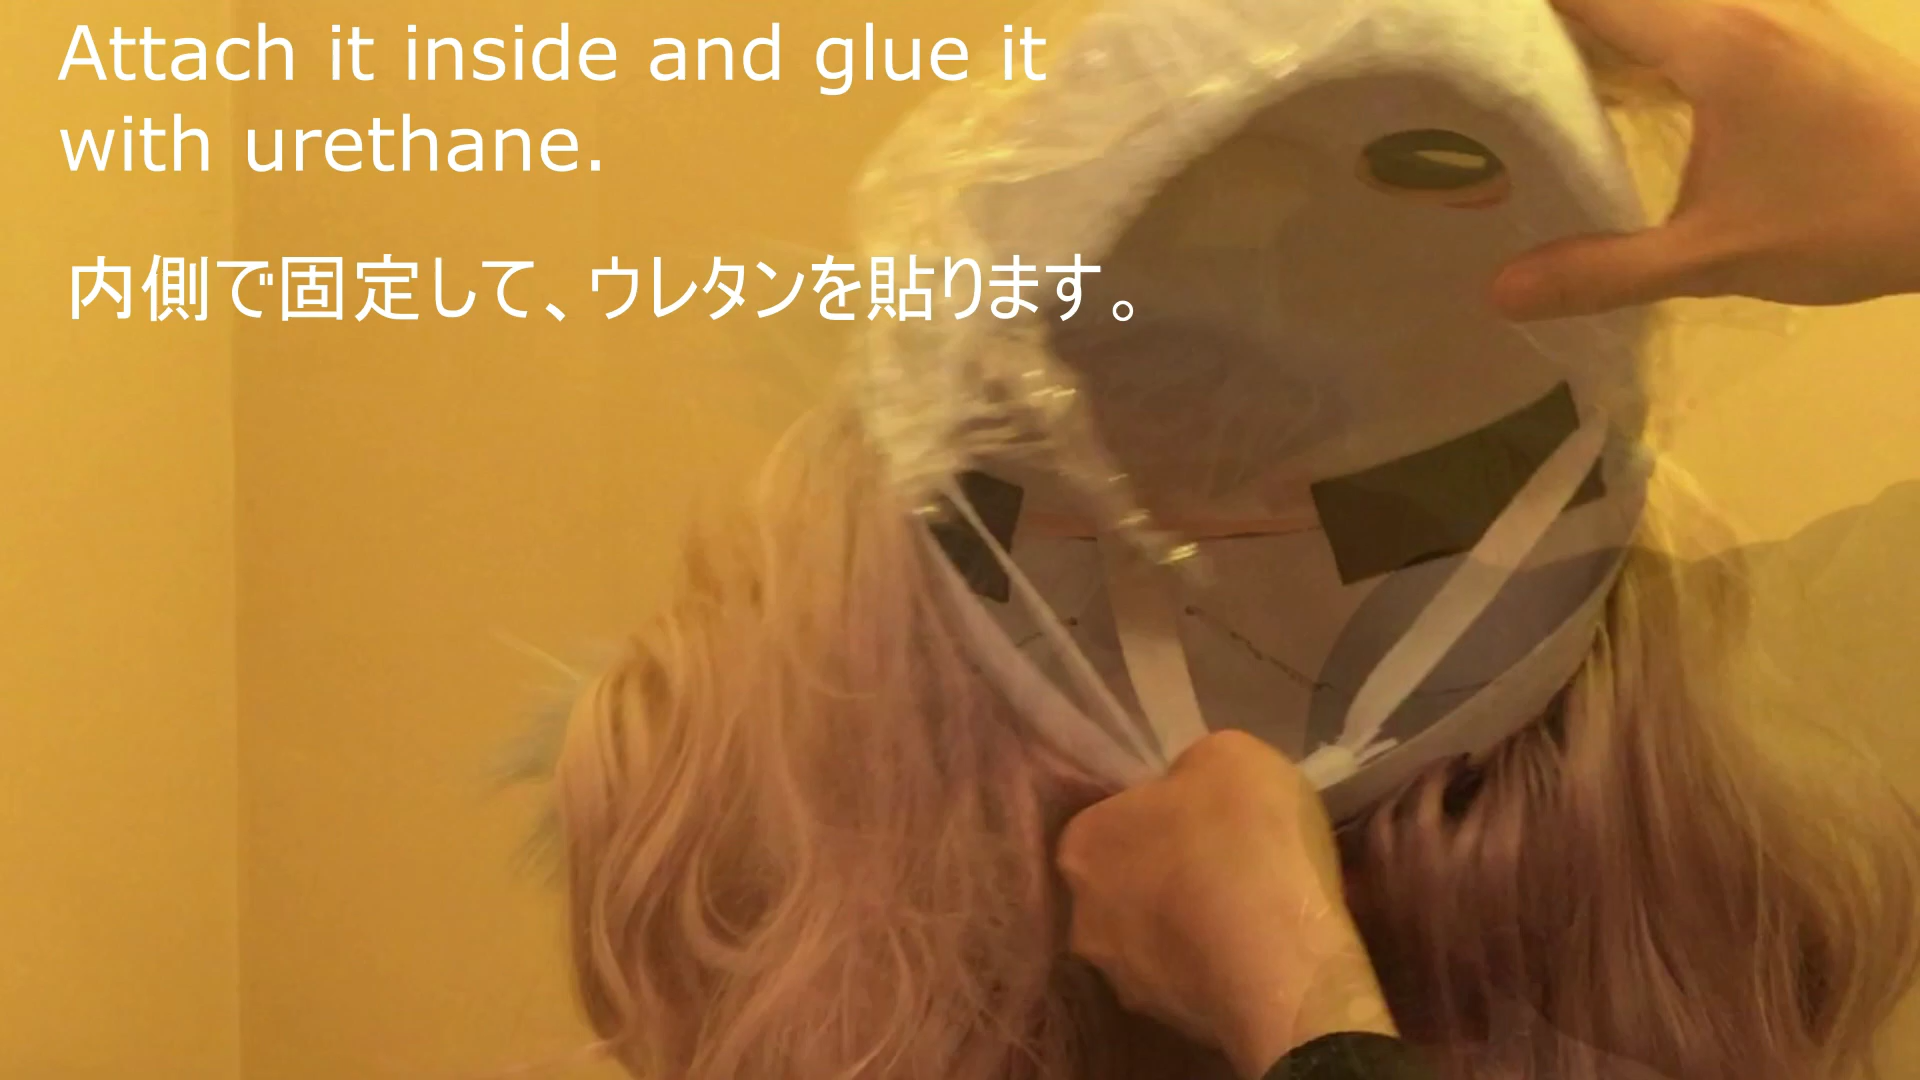 Attach it inside and glue it
with urethane.
内側で固定して、ウレタンを貼ります。